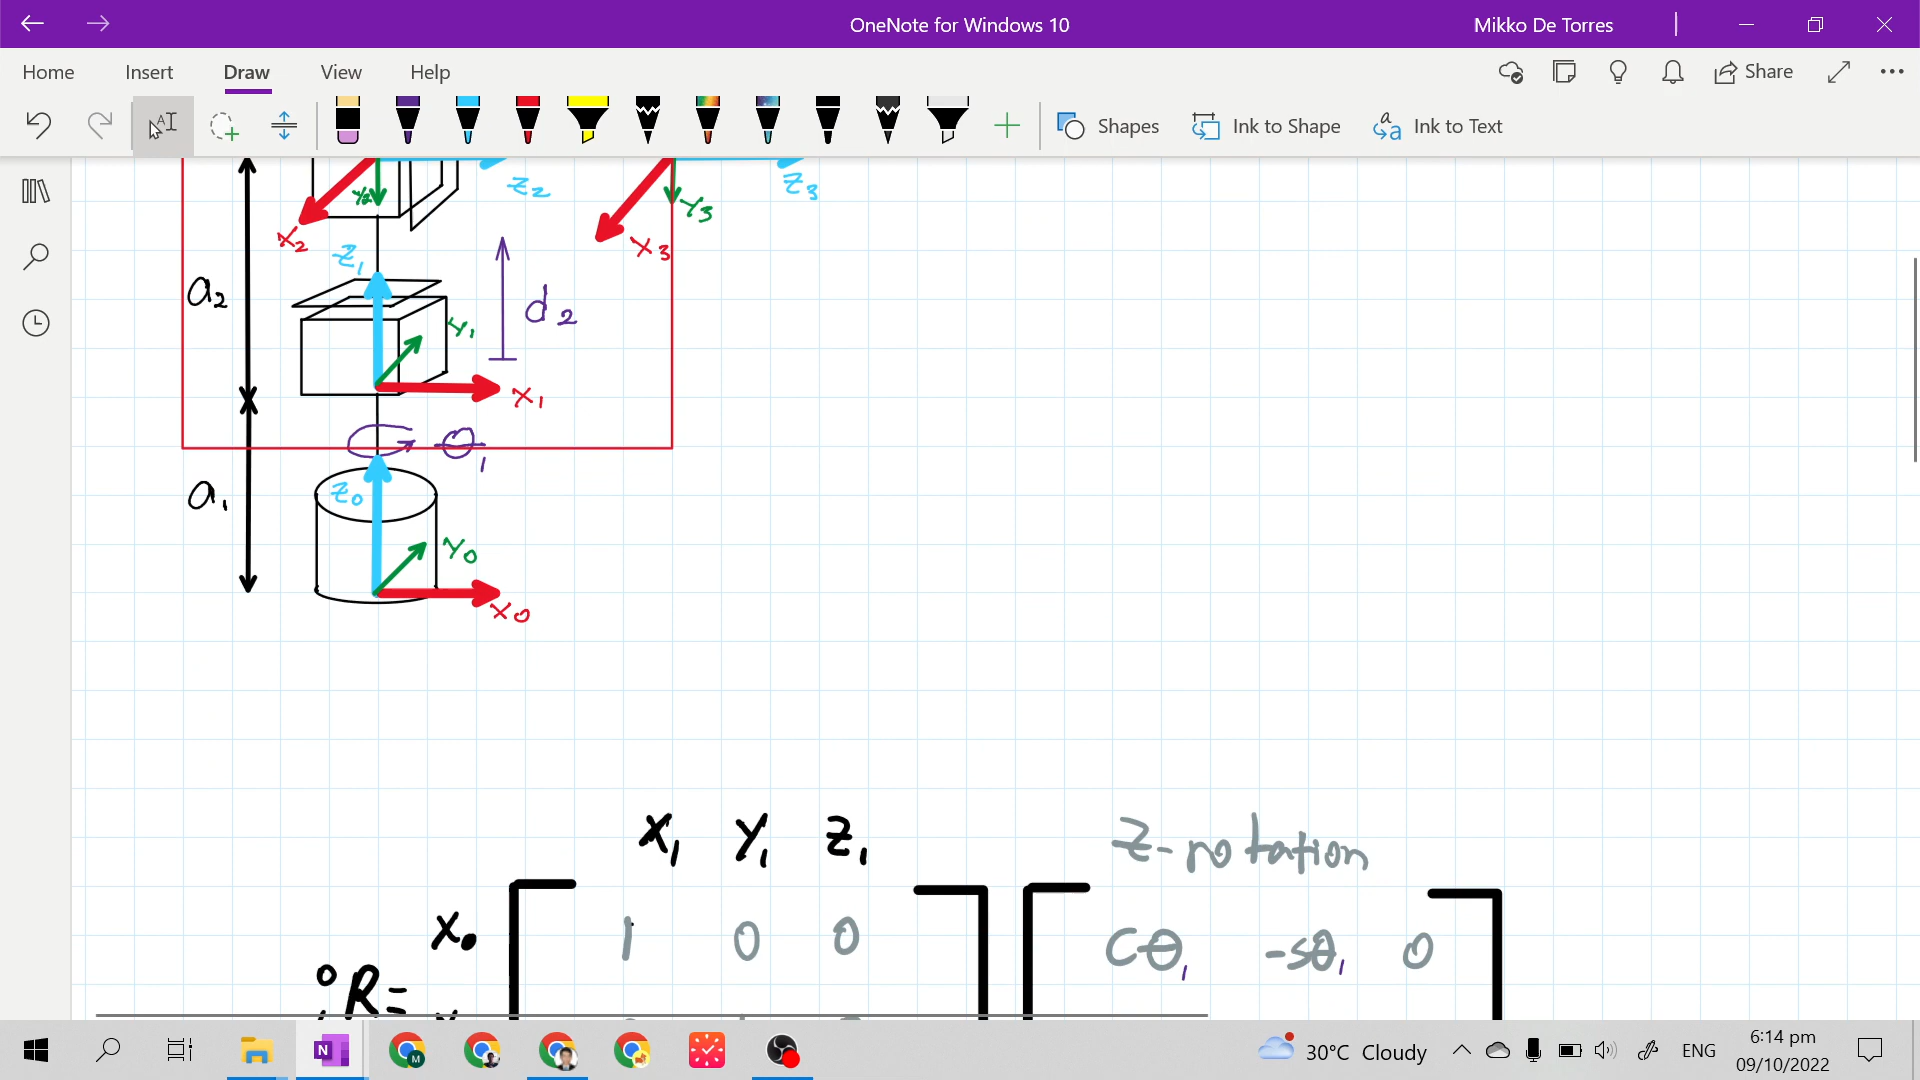 OneNote for Windows 10
Mikko De Torres
Home Insert Draw View Help
Share
Shapes Ink to Shape Ink to Text
Z2 Z3
Y2 Y3
X2 X3
Z1
a2 d2
Y1
X1
θ1
a1 Z0
Y0
X0
X1 Y1 Z1 Z-rotation
X0 1 0 0 Cθ1 -Sθ1 0
0R=
30°C Cloudy ENG 6:14 pm
09/10/2022